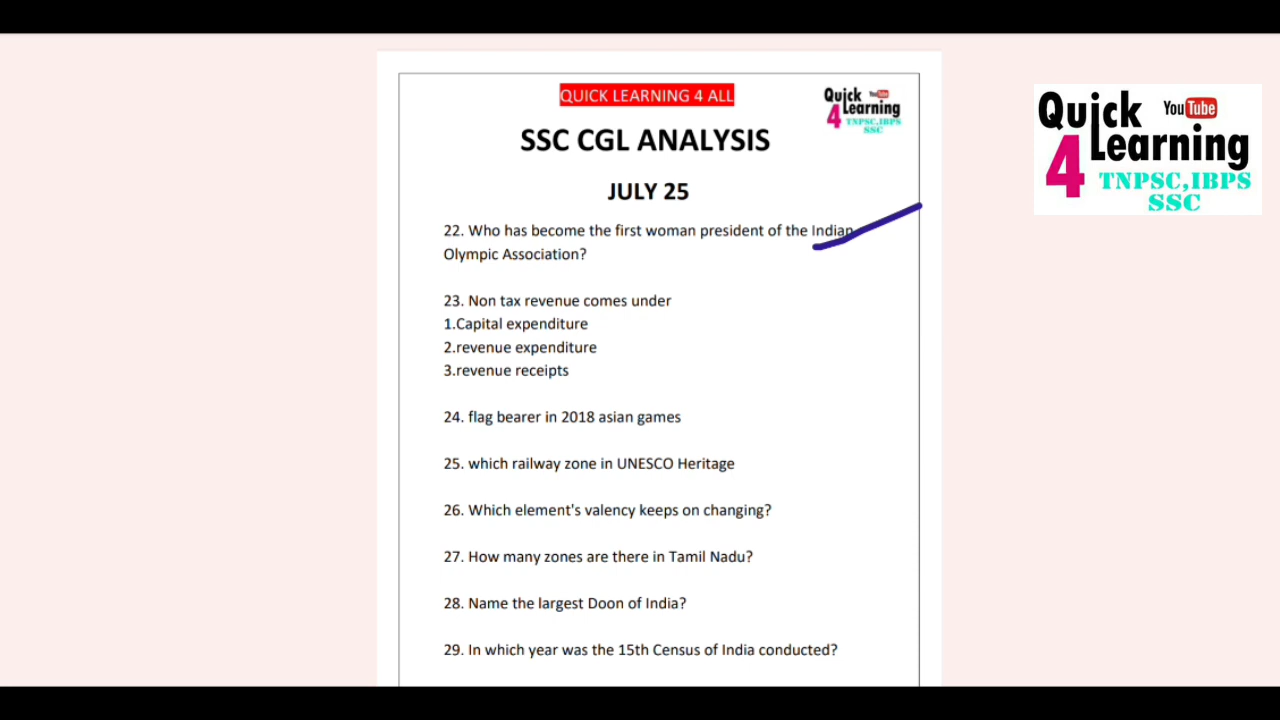 QUICK LEARNING 4 ALL
Quick YouTube
4 Learning
TNPSC,IBPS
SSC
SSC CGL ANALYSIS
JULY 25
22. Who has become the first woman president of the Indian
Olympic Association?
23. Non tax revenue comes under
1.Capital expenditure
2.revenue expenditure
3.revenue receipts
24. flag bearer in 2018 asian games
25. which railway zone in UNESCO Heritage
26. Which element's valency keeps on changing?
27. How many zones are there in Tamil Nadu?
28. Name the largest Doon of India?
29. In which year was the 15th Census of India conducted?
Quick YouTube
4 Learning
TNPSC,IBPS
SSC